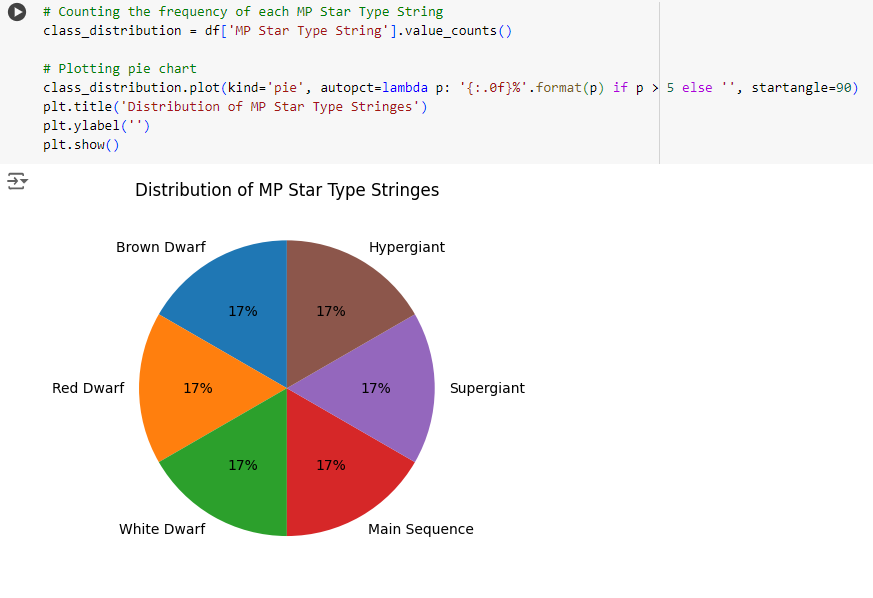 # Counting the frequency of each MP Star Type String
class_distribution = df['MP Star Type String'].value_counts()
# Plotting pie chart
class_distribution.plot(kind='pie', autopct=lambda p: '{:.0f}%'.format(p) if p > 5 else '', startangle=90)
plt.title('Distribution of MP Star Type Stringes')
plt.ylabel('')
plt.show()
Distribution of MP Star Type Stringes
Brown Dwarf
Hypergiant
17%
17%
Red Dwarf
17%
17%
Supergiant
17%
17%
White Dwarf
Main Sequence